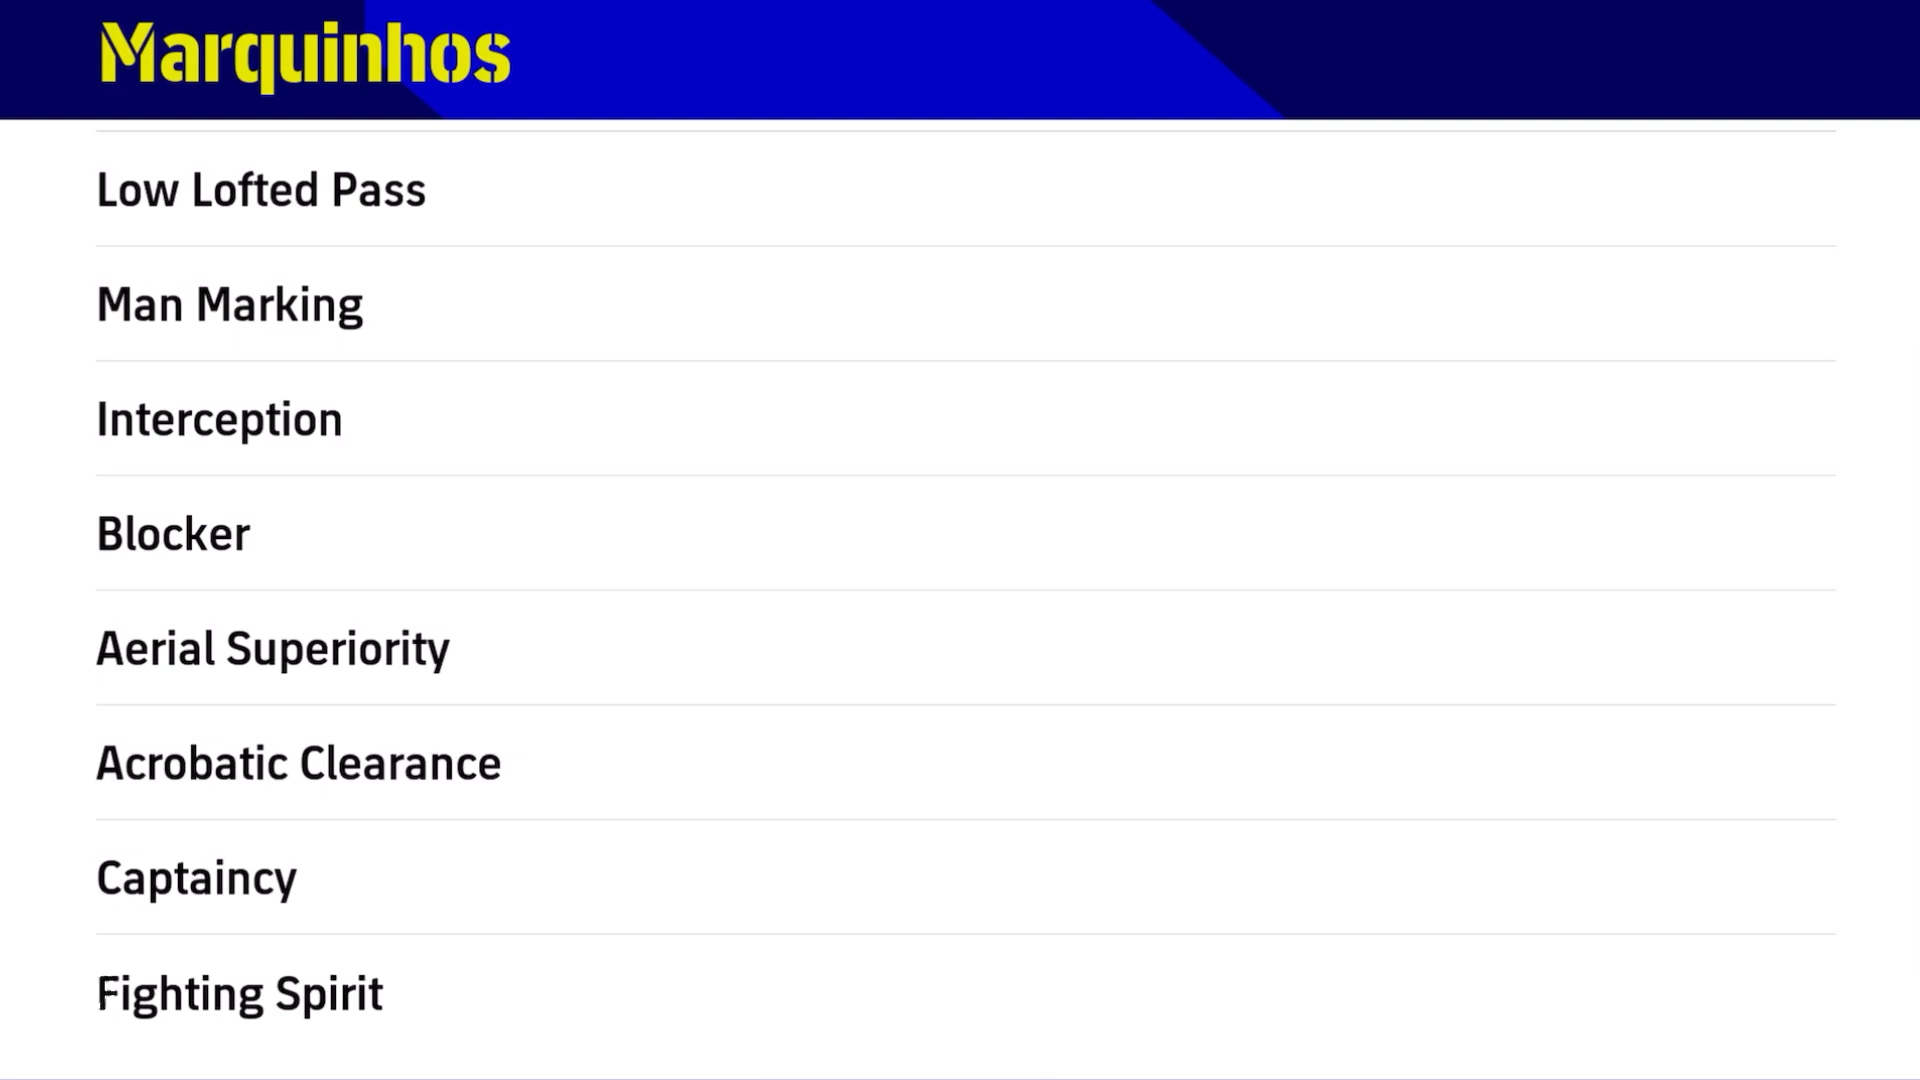 Marquinhos
Low Lofted Pass
Man Marking
Interception
Blocker
Aerial Superiority
Acrobatic Clearance
Captaincy
Fighting Spirit